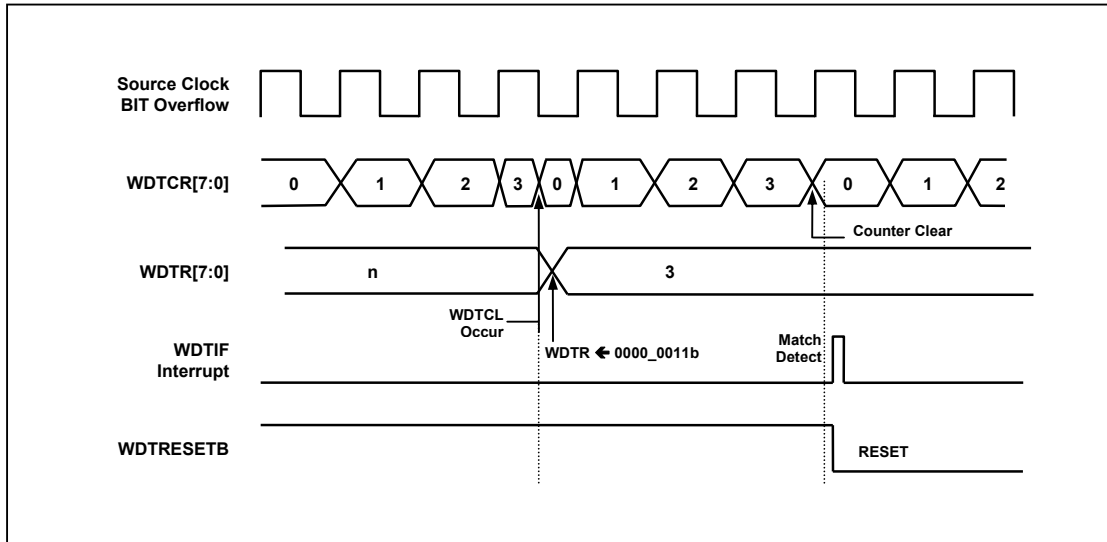 Source Clock
BIT Overflow
WDTCR[7:0]
0 1 2 3 0 1 2 3 0 1 2
Counter Clear
WDTR[7:0]
n
3
WDTCL
Occur
WDTR 🡸 0000_0011b
WDTIF
Interrupt
Match
Detect
WDTRESETB
RESET